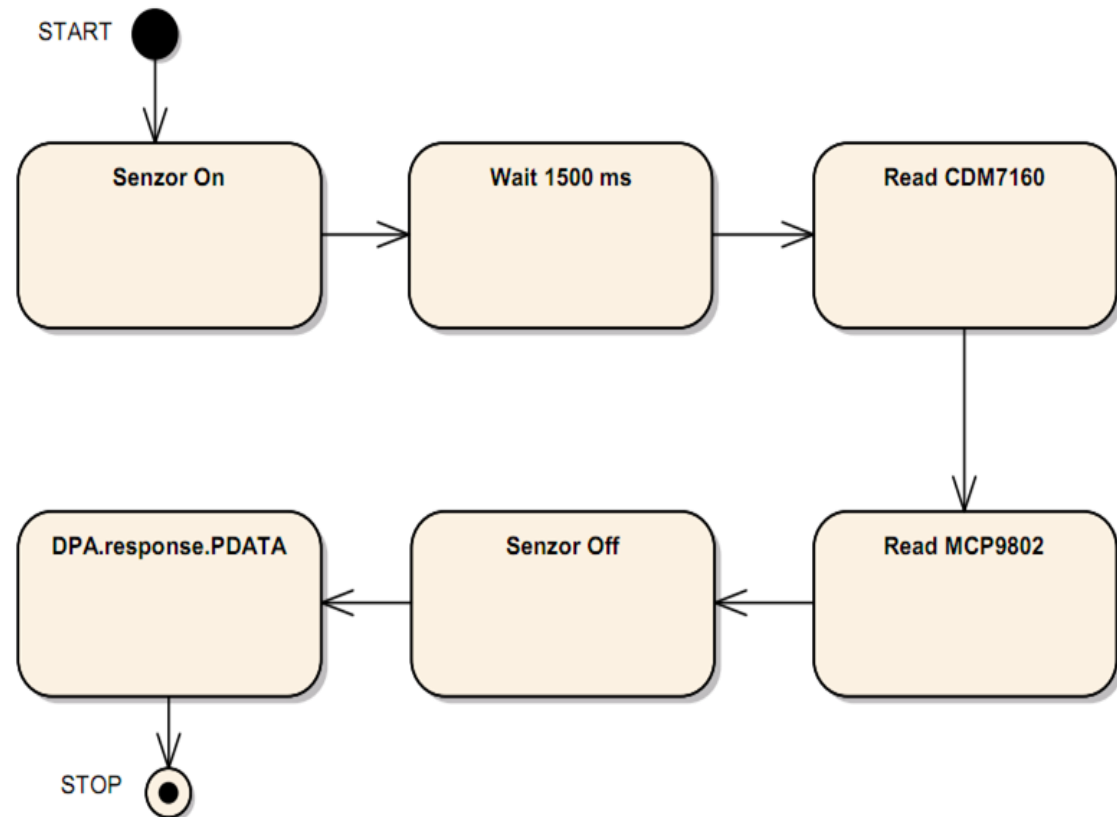 START
Senzor On
Wait 1500 ms
Read CDM7160
Read MCP9802
Senzor Off
DPA.response.PDATA
STOP